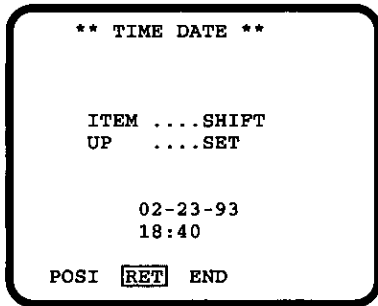 ** TIME DATE **
ITEM ....SHIFT
UP ....SET
02-23-93
18:40
POSI RET END